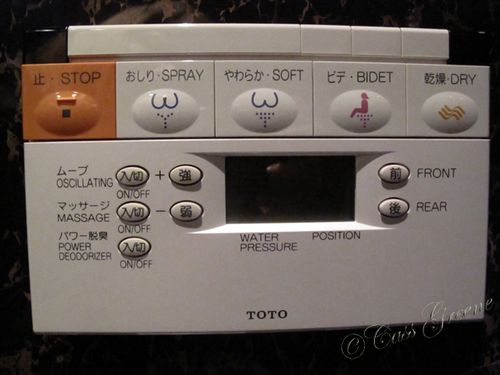 止・STOP
おしり・SPRAY
やわらか・SOFT
ビデ・BIDET
乾燥・DRY
ムーブ 入/切 + 強
OSCILLATING ON/OFF
マッサージ 入/切 − 弱
MASSAGE ON/OFF
パワー脱臭 入/切
POWER
DEODORIZER ON/OFF
前 FRONT
後 REAR
WATER
PRESSURE
POSITION
TOTO
©Cass Greene